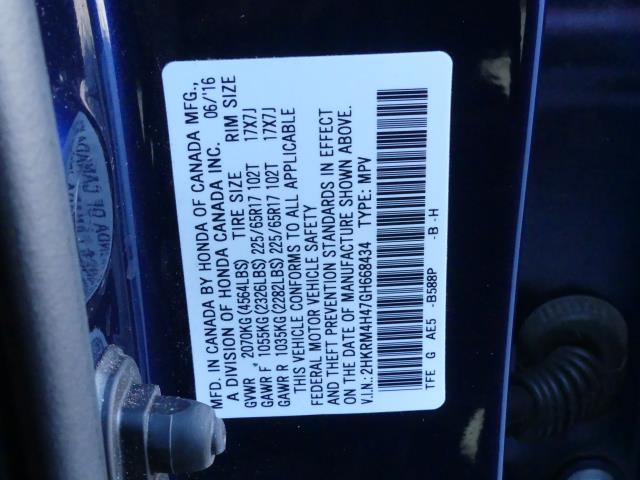 MFD. IN CANADA BY HONDA OF CANADA MFG.,
A DIVISION OF HONDA CANADA INC. 06/16
GVWR 2070KG(4564LBS) TIRE SIZE RIM SIZE
GAWR F 1055KG(2326LBS) 225/65R17 102T 17X7J
GAWR R 1035KG(2282LBS) 225/65R17 102T 17X7J
THIS VEHICLE CONFORMS TO ALL APPLICABLE
FEDERAL MOTOR VEHICLE SAFETY
AND THEFT PREVENTION STANDARDS IN EFFECT
ON THE DATE OF MANUFACTURE SHOWN ABOVE.
V.I.N.: 2HKRM4H47GH668434 TYPE: MPV
TFE G AE5 -B588P -B -H